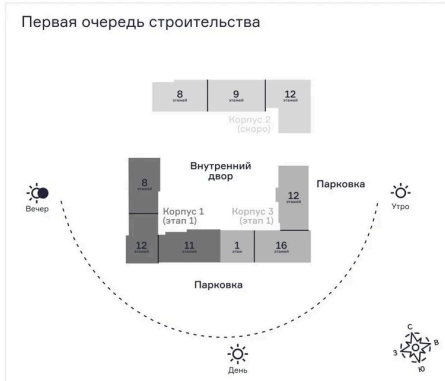 Первая очередь строительства
8
этажей
9
этажей
12
этажей
Корпус 2
(скоро)
Внутренний
двор
8
этажей
12
этажей
Парковка
Вечер
Утро
Корпус 1
(этап 1)
Корпус 3
(этап 1)
12
этажей
11
этажей
1
этаж
16
этажей
Парковка
День
С
В
З
Ю